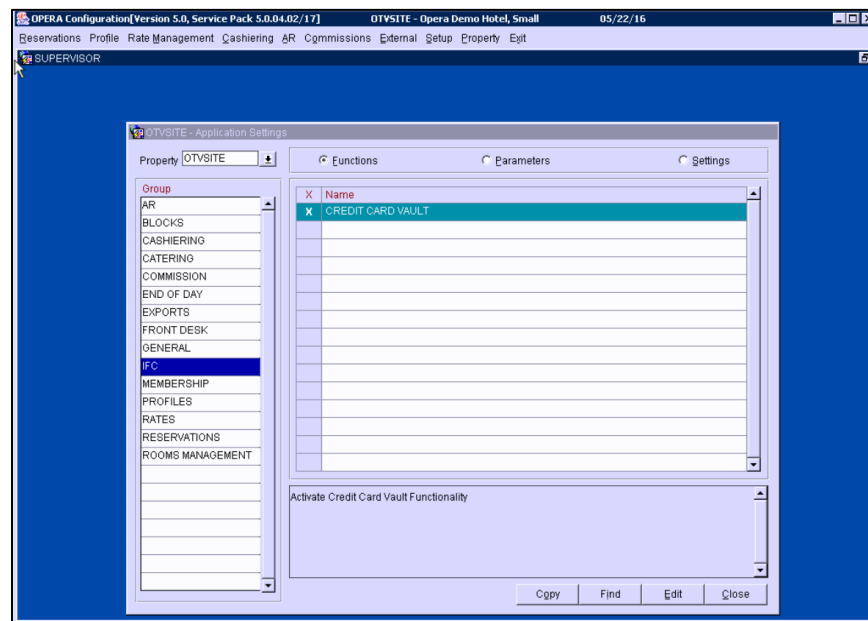 OPERA Configuration[Version 5.0, Service Pack 5.0.04.02/17] OTVSITE - Opera Demo Hotel, Small 05/22/16
Reservations Profile Rate Management Cashiering AR Commissions External Setup Property Exit
SUPERVISOR
OTVSITE - Application Settings
Property OTVSITE Functions Parameters Settings
Group
AR
BLOCKS
CASHIERING
CATERING
COMMISSION
END OF DAY
EXPORTS
FRONT DESK
GENERAL
IFC
MEMBERSHIP
PROFILES
RATES
RESERVATIONS
ROOMS MANAGEMENT
X Name
X CREDIT CARD VAULT
Activate Credit Card Vault Functionality
Copy Find Edit Close